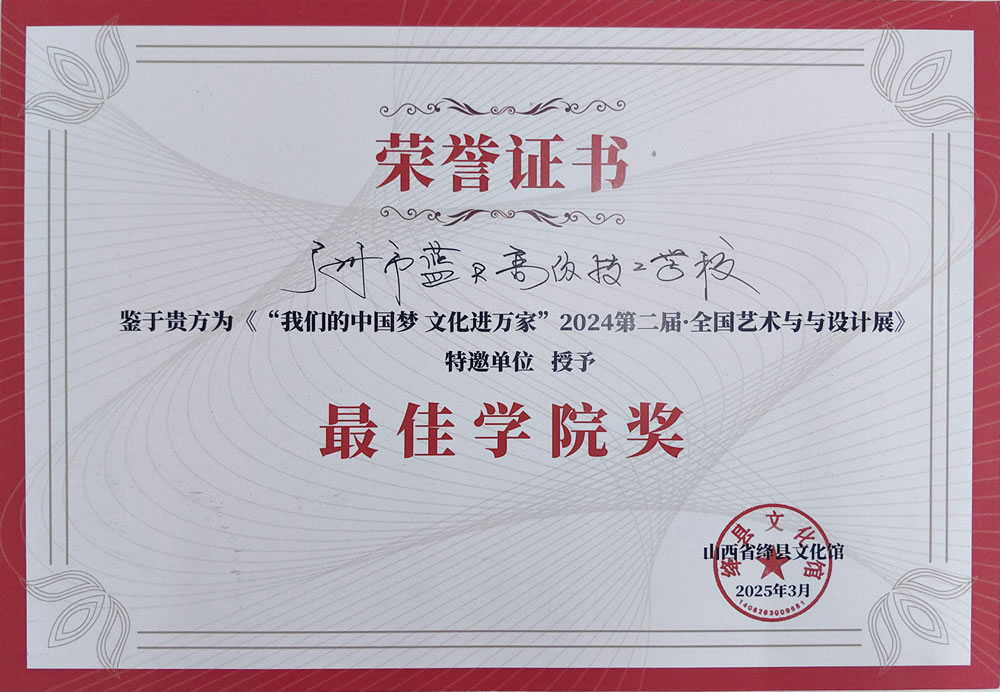 荣誉证书
广州市蓝天高级技工学校
鉴于贵方为《“我们的中国梦 文化进万家”2024第二届·全国艺术与与设计展》
特邀单位 授予
最佳学院奖
绛县文化馆
山西省绛县文化馆
2025年3月